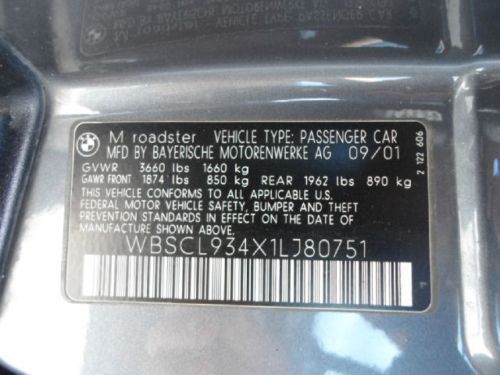 M roadster VEHICLE TYPE: PASSENGER CAR
MFD BY BAYERISCHE MOTORENWERKE AG 09/01
GVWR 3660 lbs 1660 kg
GAWR FRONT 1874 lbs 850 kg REAR 1962 lbs 890 kg
THIS VEHICLE CONFORMS TO ALL APPLICABLE U.S.
FEDERAL MOTOR VEHICLE SAFETY, BUMPER, AND
THEFT PREVENTION STANDARDS IN EFFECT ON THE DATE
OF MANUFACTURE SHOWN ABOVE.
WBSCL934X1LJ80751
2 122 606